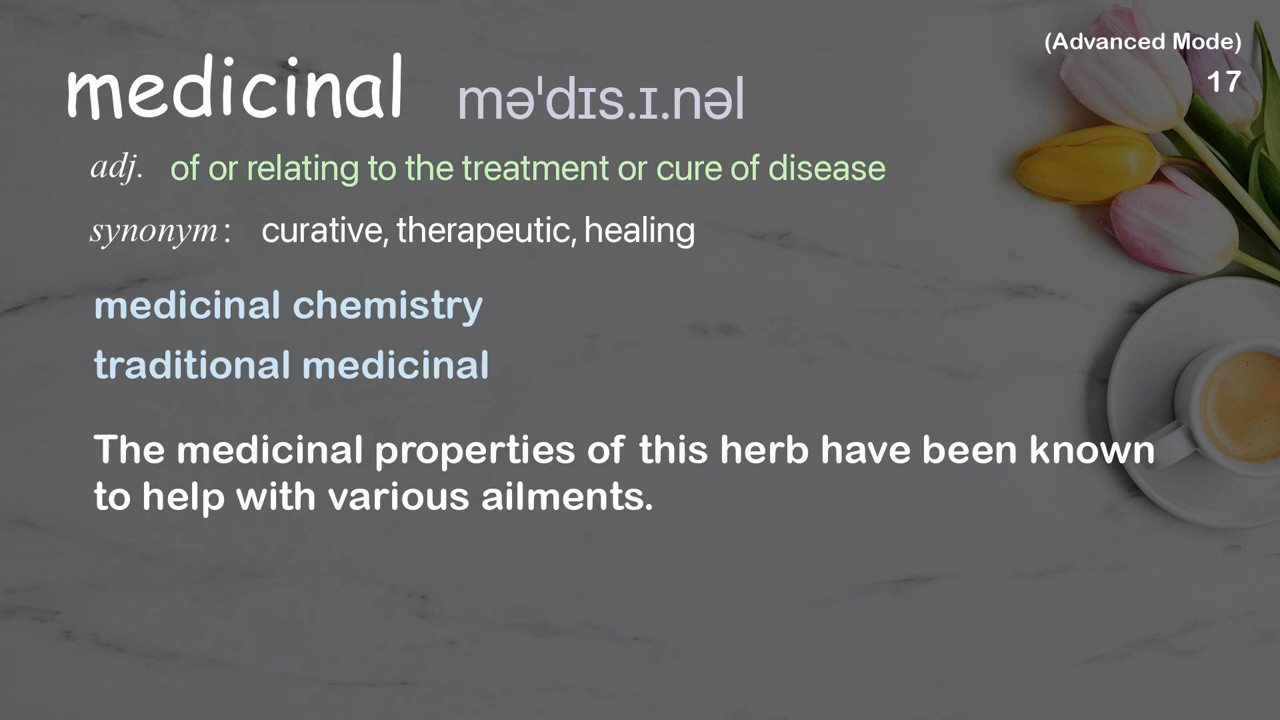 (Advanced Mode)
17
medicinal məˈdɪs.ɪ.nəl
adj. of or relating to the treatment or cure of disease
synonym: curative, therapeutic, healing
medicinal chemistry
traditional medicinal
The medicinal properties of this herb have been known
to help with various ailments.